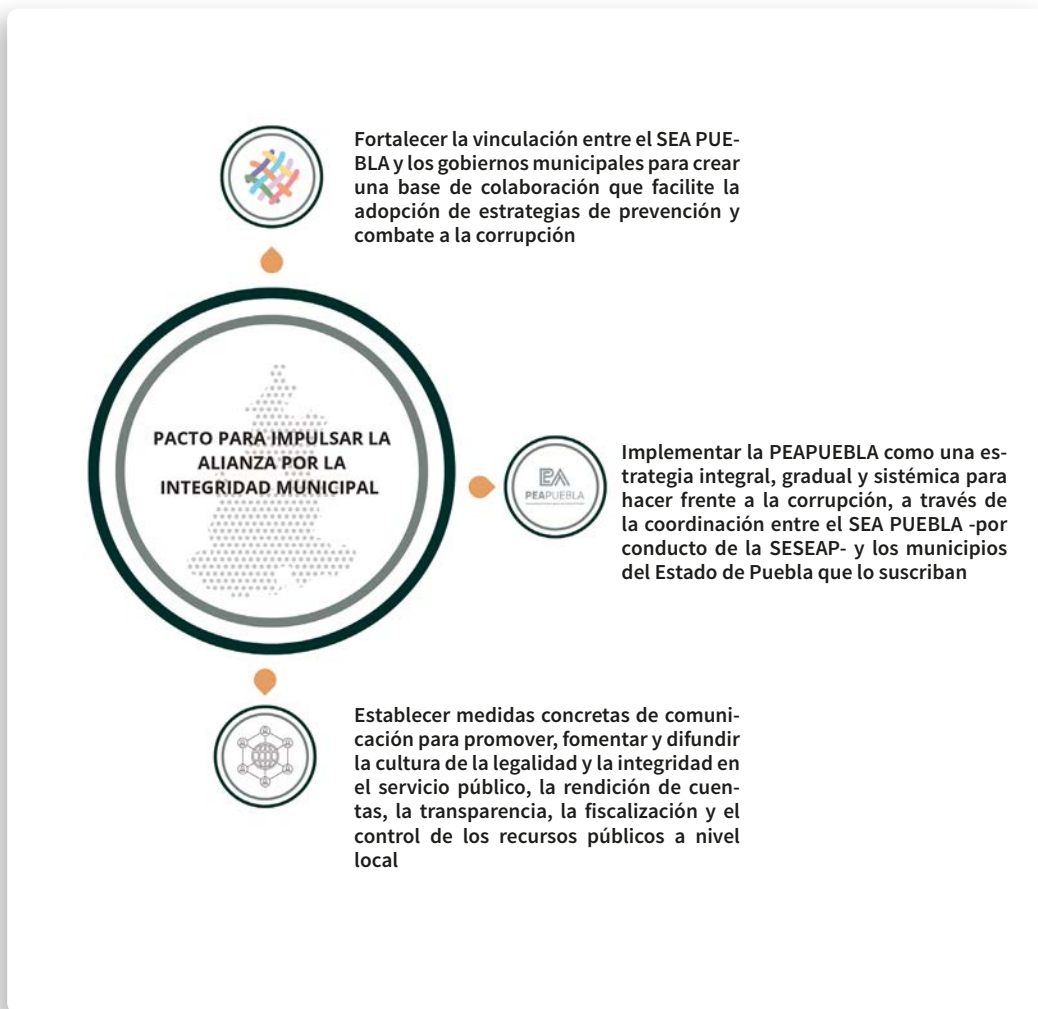 Fortalecer la vinculación entre el SEA PUE-
BLA y los gobiernos municipales para crear
una base de colaboración que facilite la
adopción de estrategias de prevención y
combate a la corrupción
PACTO PARA IMPULSAR LA
ALIANZA POR LA
INTEGRIDAD MUNICIPAL
PEAPUEBLA
Implementar la PEAPUEBLA como una es-
trategia integral, gradual y sistémica para
hacer frente a la corrupción, a través de
la coordinación entre el SEA PUEBLA -por
conducto de la SESEAP- y los municipios
del Estado de Puebla que lo suscriban
Establecer medidas concretas de comuni-
cación para promover, fomentar y difundir
la cultura de la legalidad y la integridad en
el servicio público, la rendición de cuen-
tas, la transparencia, la fiscalización y el
control de los recursos públicos a nivel
local